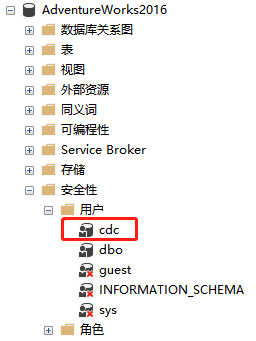 AdventureWorks2016
数据库关系图
表
视图
外部资源
同义词
可编程性
Service Broker
存储
安全性
用户
cdc
dbo
guest
INFORMATION_SCHEMA
sys
角色